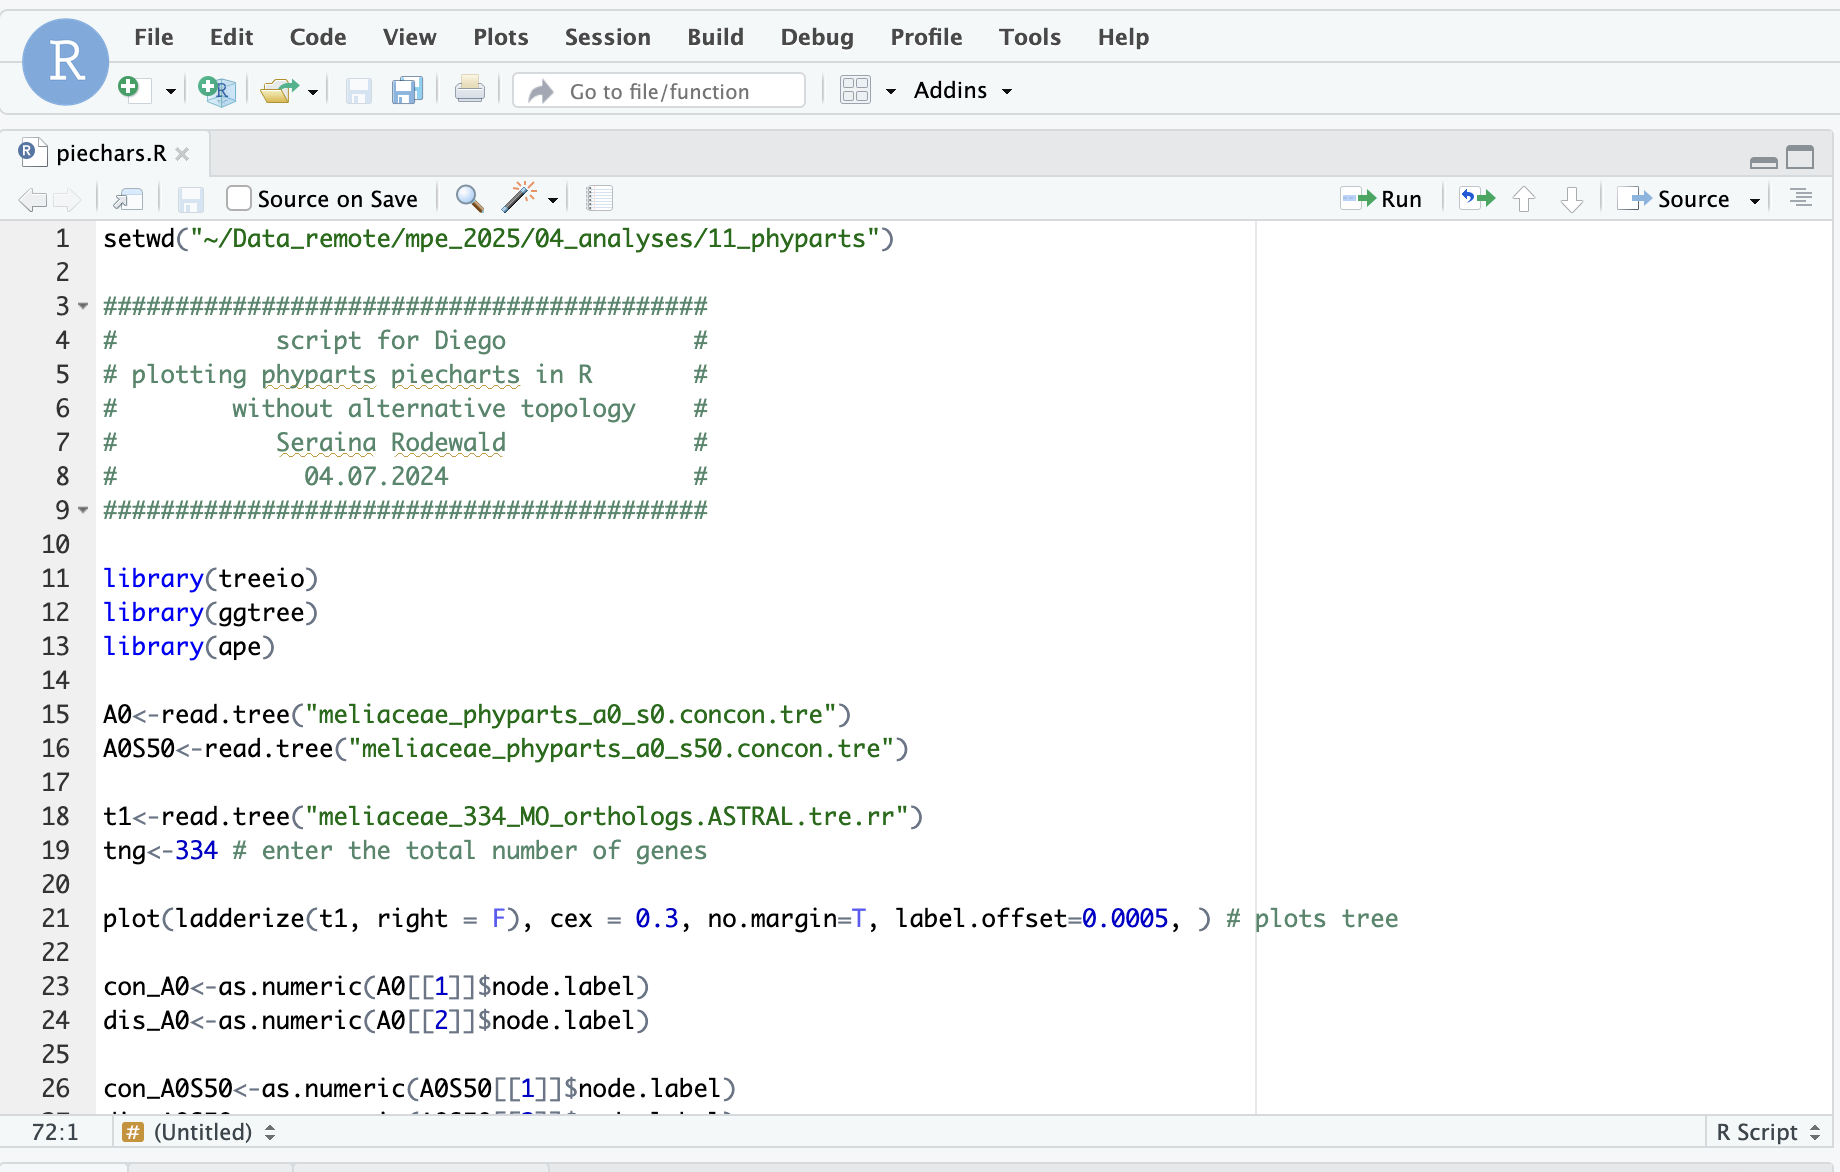 R File Edit Code View Plots Session Build Debug Profile Tools Help
Go to file/function Addins
piechars.R
Source on Save Run Source
1 setwd("~/Data_remote/mpe_2025/04_analyses/11_phyparts")
2
3 ##########################################
4 # script for Diego #
5 # plotting phyparts piecharts in R #
6 # without alternative topology #
7 # Seraina Rodewald #
8 # 04.07.2024 #
9 ##########################################
10
11 library(treeio)
12 library(ggtree)
13 library(ape)
14
15 A0<-read.tree("meliaceae_phyparts_a0_s0.concon.tre")
16 A0S50<-read.tree("meliaceae_phyparts_a0_s50.concon.tre")
17
18 t1<-read.tree("meliaceae_334_MO_orthologs.ASTRAL.tre.rr")
19 tng<-334 # enter the total number of genes
20
21 plot(ladderize(t1, right = F), cex = 0.3, no.margin=T, label.offset=0.0005, ) # plots tree
22
23 con_A0<-as.numeric(A0[[1]]$node.label)
24 dis_A0<-as.numeric(A0[[2]]$node.label)
25
26 con_A0S50<-as.numeric(A0S50[[1]]$node.label)
72:1 # (Untitled) R Script